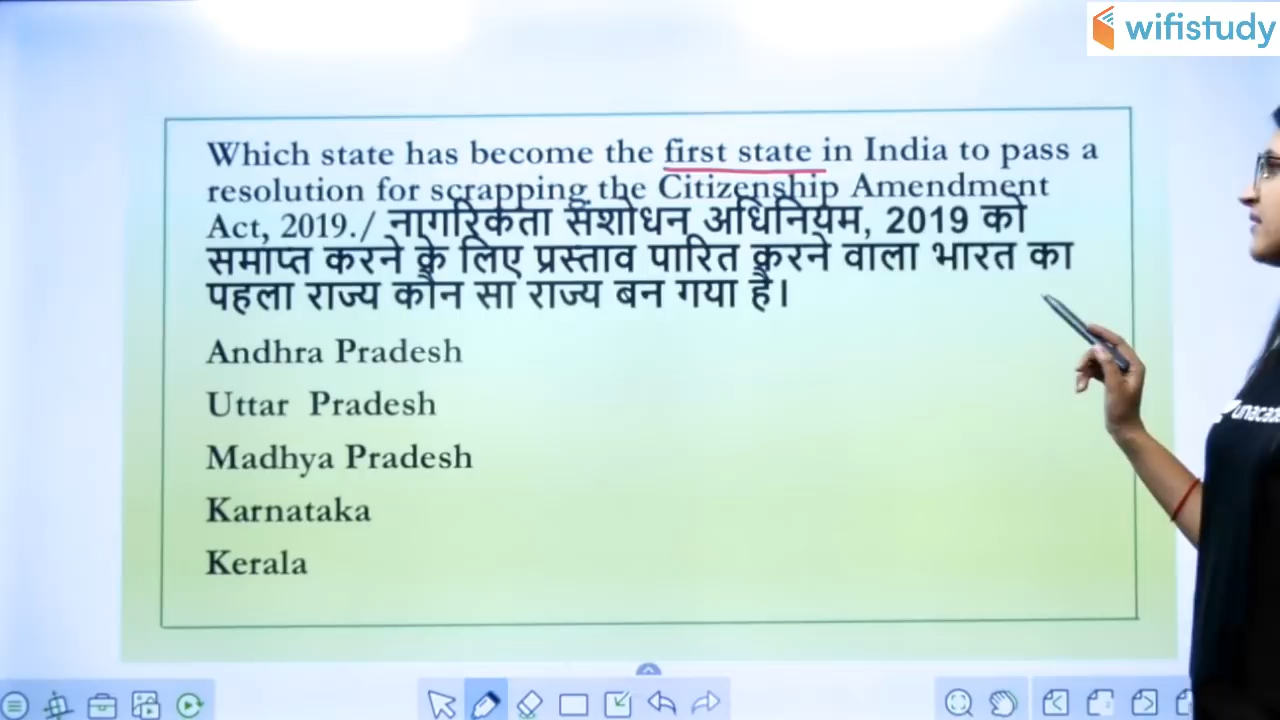 wifistudy
Which state has become the first state in India to pass a
resolution for scrapping the Citizenship Amendment
Act, 2019./ नागरिकता संशोधन अधिनियम, 2019 को
समाप्त करने के लिए प्रस्ताव पारित करने वाला भारत का
पहला राज्य कौन सा राज्य बन गया है।
Andhra Pradesh
Uttar Pradesh
Madhya Pradesh
Karnataka
Kerala